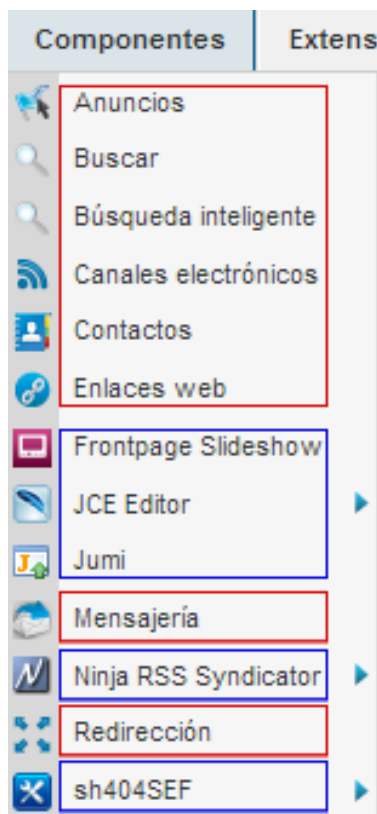 Componentes Extens
Anuncios
Buscar
Búsqueda inteligente
Canales electrónicos
Contactos
Enlaces web
Frontpage Slideshow
JCE Editor
Jumi
Mensajería
Ninja RSS Syndicator
Redirección
sh404SEF